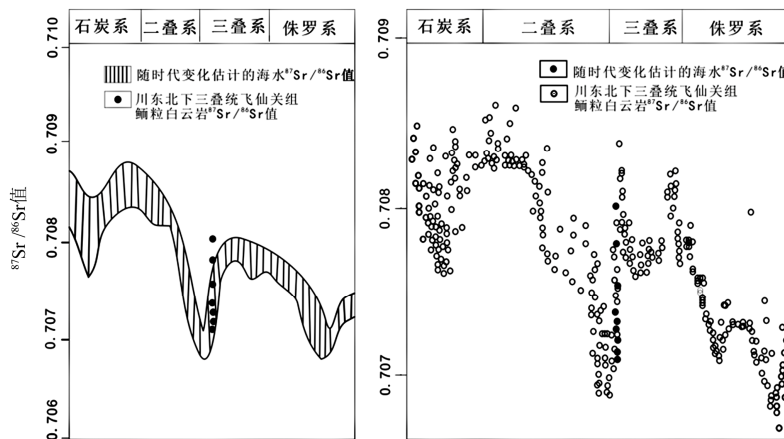 石炭系 二叠系 三叠系 侏罗系
随时代变化估计的海水⁸⁷Sr/⁸⁶Sr值
川东北下三叠统飞仙关组
鲕粒白云岩⁸⁷Sr/⁸⁶Sr值
⁸⁷Sr/⁸⁶Sr值
0.710
0.709
0.708
0.707
0.706
石炭系 二叠系 三叠系 侏罗系
随时代变化估计的海水⁸⁷Sr/⁸⁶Sr值
川东北下三叠统飞仙关组
鲕粒白云岩⁸⁷Sr/⁸⁶Sr值
0.709
0.708
0.707